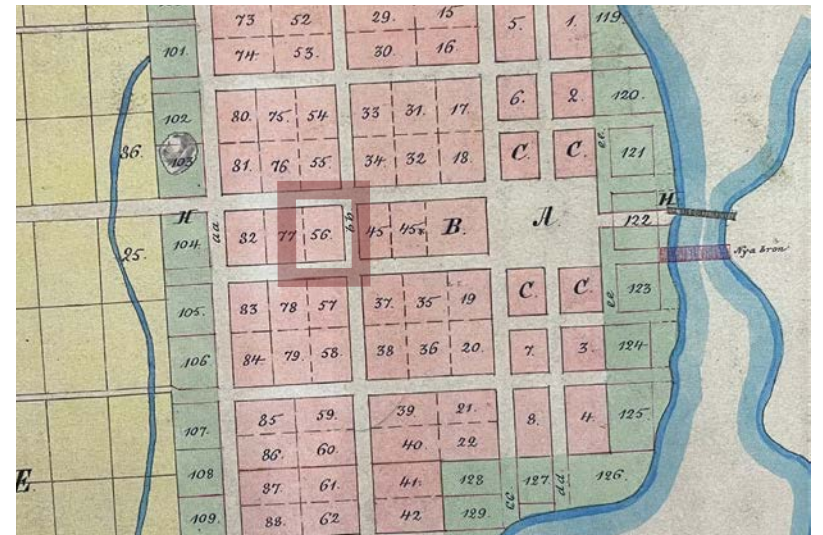 73 52 29. 15 5. 1. 119.
101. 74. 53. 30. 16.
102 80. 75. 54 33 31. 17 6. 2. 120.
86. 103 81. 76 55. 34. 32 18. C. C. ee. 121
H 104. aa 82 77 56. bb 45 B. A. H 122
25. Nya bron
105. 83 78 57 37. 35 19 C. C. ee 123
106. 84. 79. 58. 38 36 20. 7. 3. 124.
107. 85 59. 39. 21. 8. 4. 125.
86. 60. 40. 22
E. 108 87. 61. 41. 128 127. 126.
109. 88. 62 42 129. cc dd